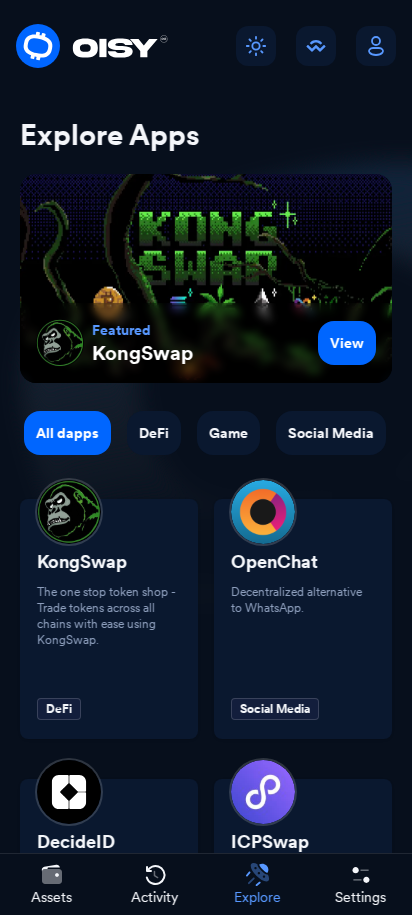 OISY
Explore Apps
KONG
SWAP
Featured
KongSwap
View
All dapps
DeFi
Game
Social Media
KongSwap
The one stop token shop -
Trade tokens across all
chains with ease using
KongSwap.
DeFi
OpenChat
Decentralized alternative
to WhatsApp.
Social Media
DecideID
ICPSwap
Assets
Activity
Explore
Settings